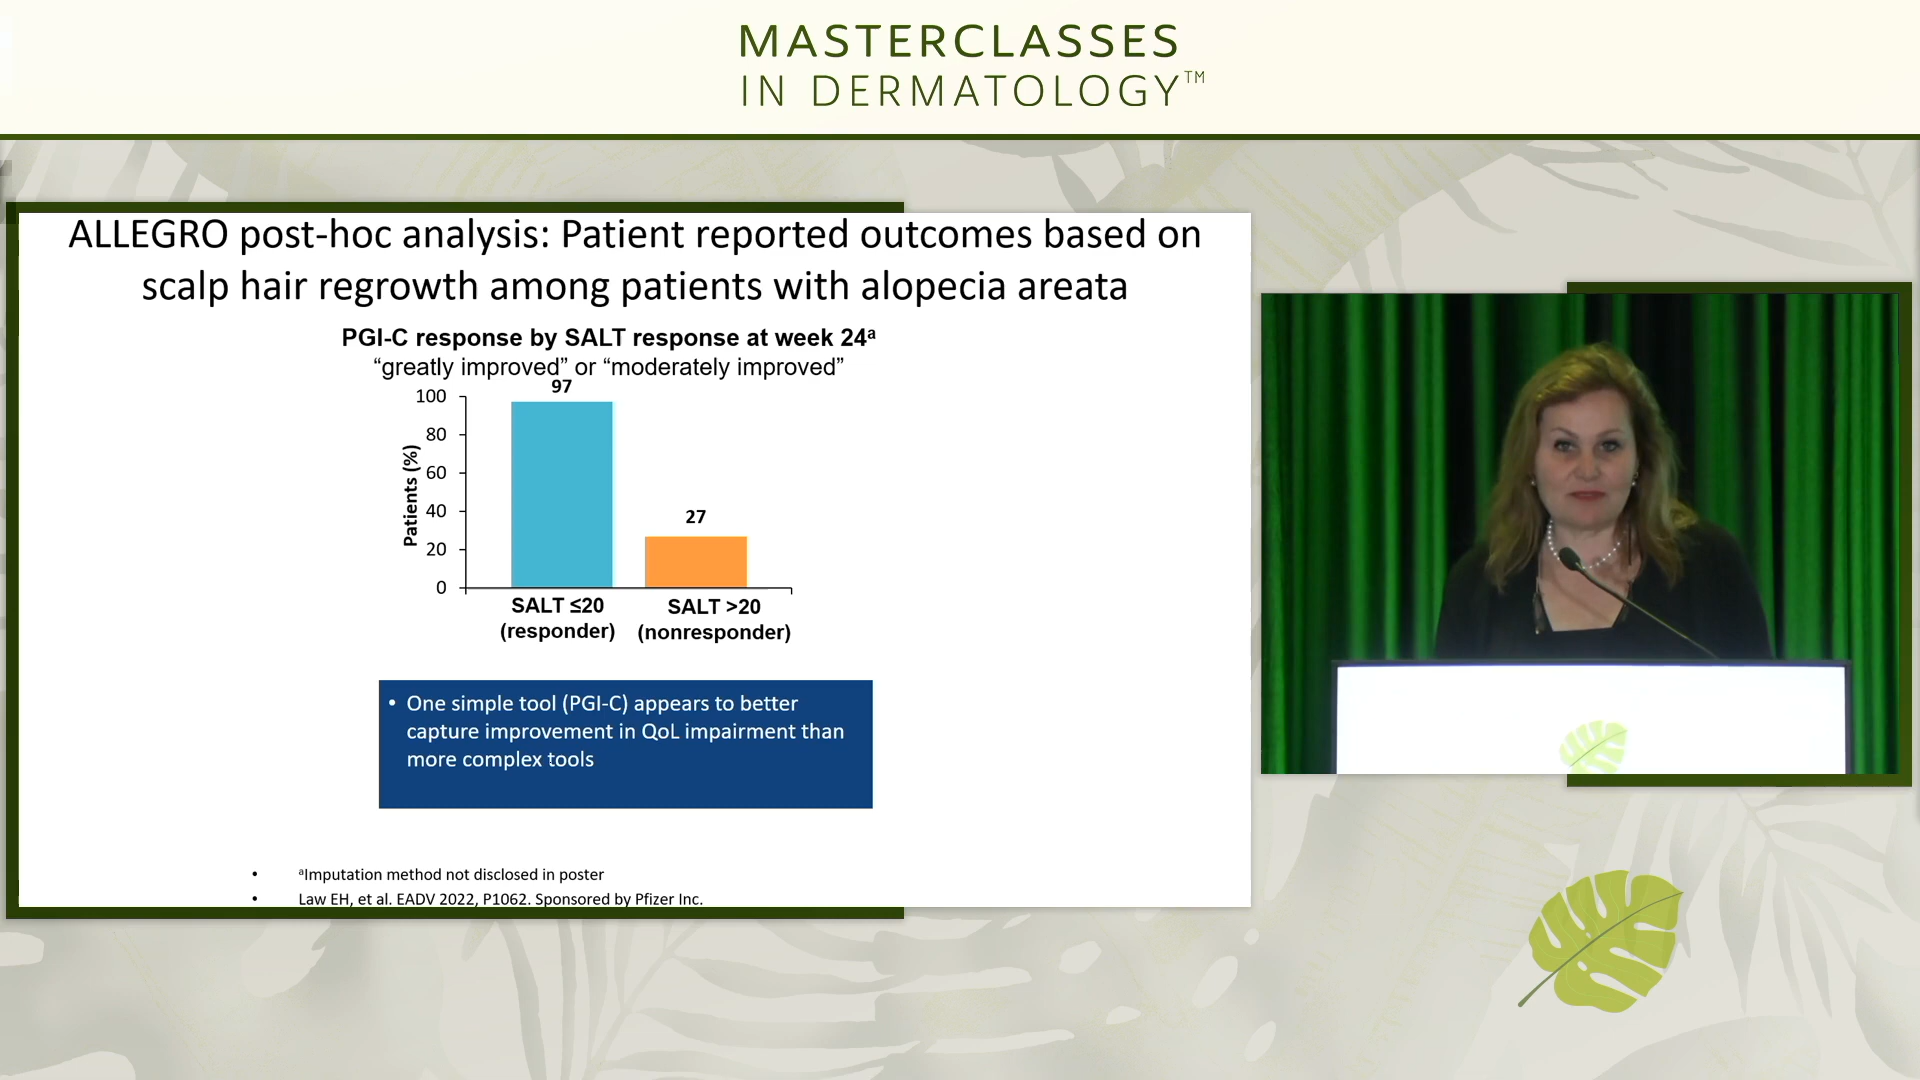 MASTERCLASSES
IN DERMATOLOGY™
ALLEGRO post-hoc analysis: Patient reported outcomes based on
scalp hair regrowth among patients with alopecia areata
PGI-C response by SALT response at week 24ª
“greatly improved” or “moderately improved”
97
100
80
60
40
20
0
Patients (%)
27
SALT ≤20
(responder)
SALT >20
(nonresponder)
• One simple tool (PGI-C) appears to better
capture improvement in QoL impairment than
more complex tools
• ªImputation method not disclosed in poster
• Law EH, et al. EADV 2022, P1062. Sponsored by Pfizer Inc.